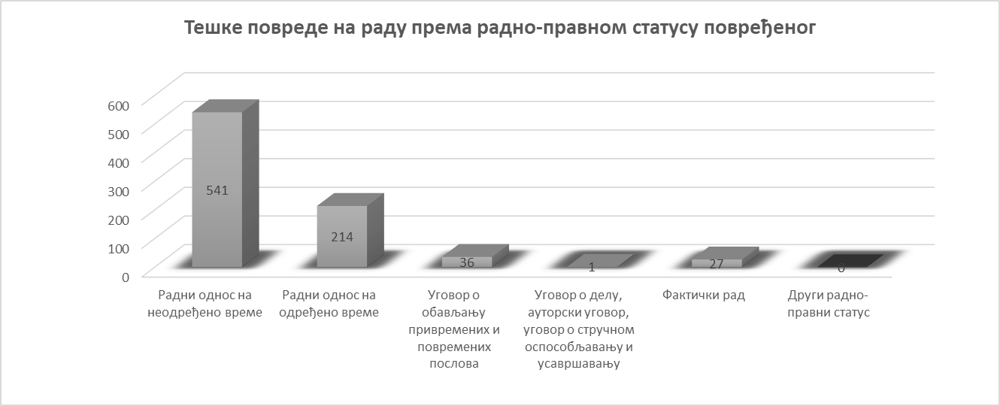 Тешке повреде на раду према радно-правном статусу повређеног
600
500
400
300
200
100
0
541
214
36
1
27
0
Радни однос на
неодређено време
Радни однос на
одређено време
Уговор о
обављању
привремених и
повремених
послова
Уговор о делу,
ауторски уговор,
уговор о стручном
оспособљавању и
усавршавању
Фактички рад
Други радно-
правни статус